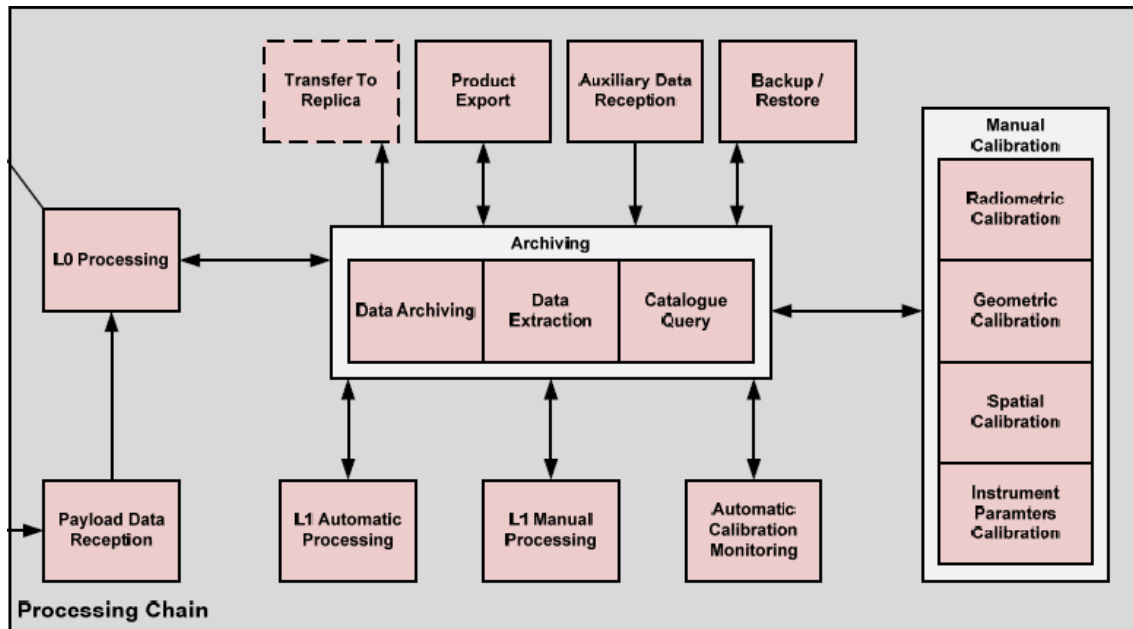 Transfer To
Replica
Product
Export
Auxiliary Data
Reception
Backup /
Restore
Manual
Calibration
Radiometric
Calibration
Geometric
Calibration
Spatial
Calibration
Instrument
Paramters
Calibration
L0 Processing
Archiving
Data Archiving
Data
Extraction
Catalogue
Query
Payload Data
Reception
L1 Automatic
Processing
L1 Manual
Processing
Automatic
Calibration
Monitoring
Processing Chain